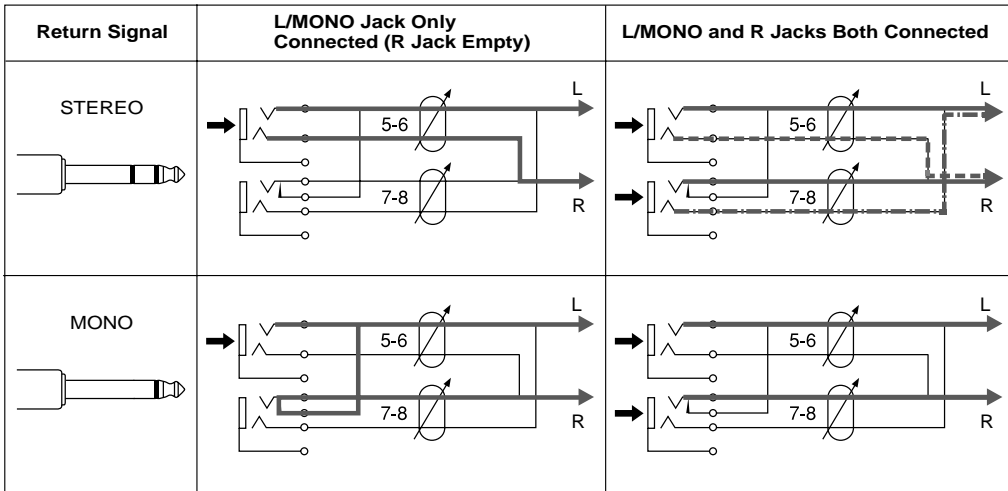 Return Signal
L/MONO Jack Only
Connected (R Jack Empty)
L/MONO and R Jacks Both Connected
STEREO
L
5-6
7-8
R
L
5-6
7-8
R
MONO
L
5-6
7-8
R
L
5-6
7-8
R